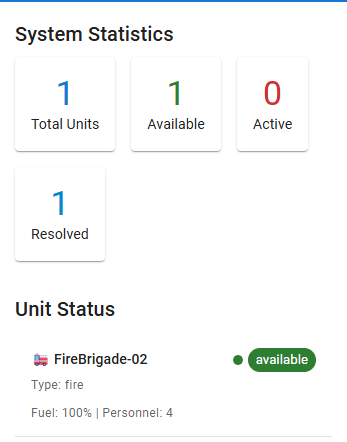 System Statistics
1
Total Units
1
Available
0
Active
1
Resolved
Unit Status
FireBrigade-02
available
Type: fire
Fuel: 100% | Personnel: 4